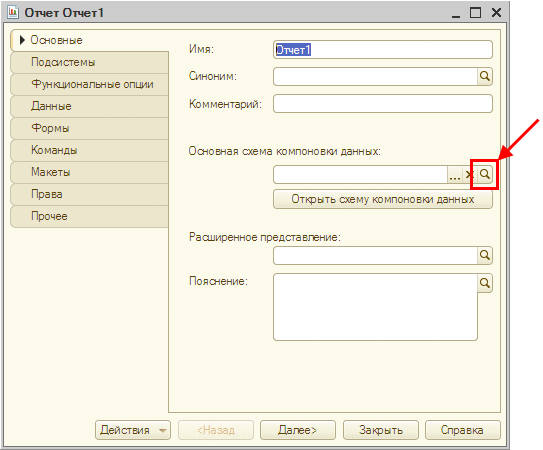 Отчет Отчет1
Основные
Подсистемы
Функциональные опции
Данные
Формы
Команды
Макеты
Права
Прочее
Имя: Отчет1
Синоним:
Комментарий:
Основная схема компоновки данных:
...
Открыть схему компоновки данных
Расширенное представление:
Пояснение:
Действия <Назад Далее> Закрыть Справка